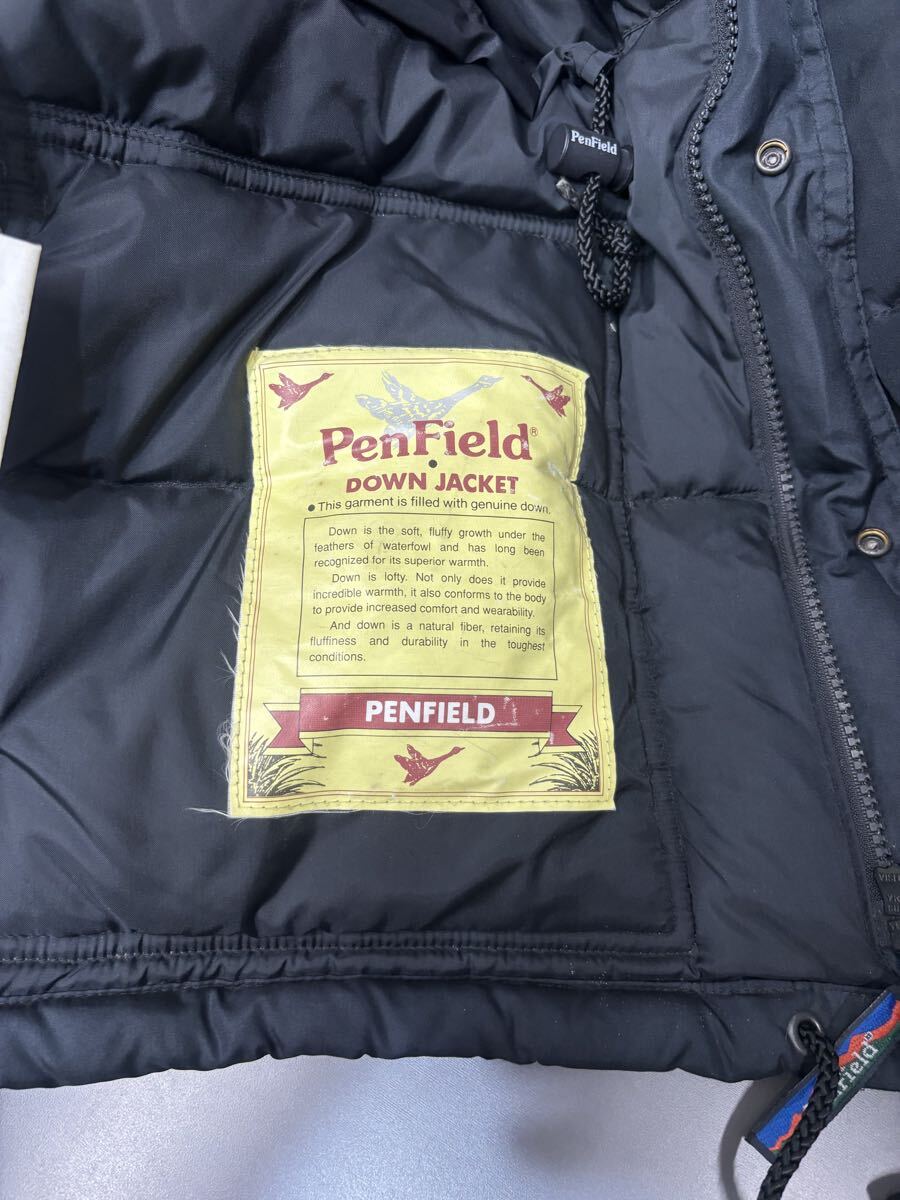 PenField
PenField®
DOWN JACKET
• This garment is filled with genuine down.
Down is the soft, fluffy growth under the
feathers of waterfowl and has long been
recognized for its superior warmth.
Down is lofty. Not only does it provide
incredible warmth, it also conforms to the body
to provide increased comfort and wearability.
And down is a natural fiber, retaining its
fluffiness and durability in the toughest
conditions.
PENFIELD